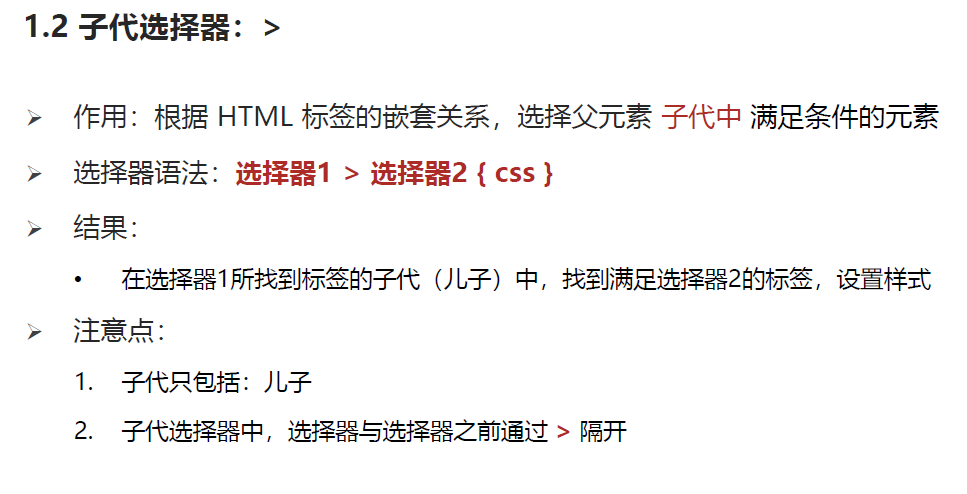 1.2 子代选择器：>
➢ 作用：根据 HTML 标签的嵌套关系，选择父元素 子代中 满足条件的元素
➢ 选择器语法：选择器1 > 选择器2 { css }
➢ 结果：
• 在选择器1所找到标签的子代（儿子）中，找到满足选择器2的标签，设置样式
➢ 注意点：
1. 子代只包括：儿子
2. 子代选择器中，选择器与选择器之前通过 > 隔开